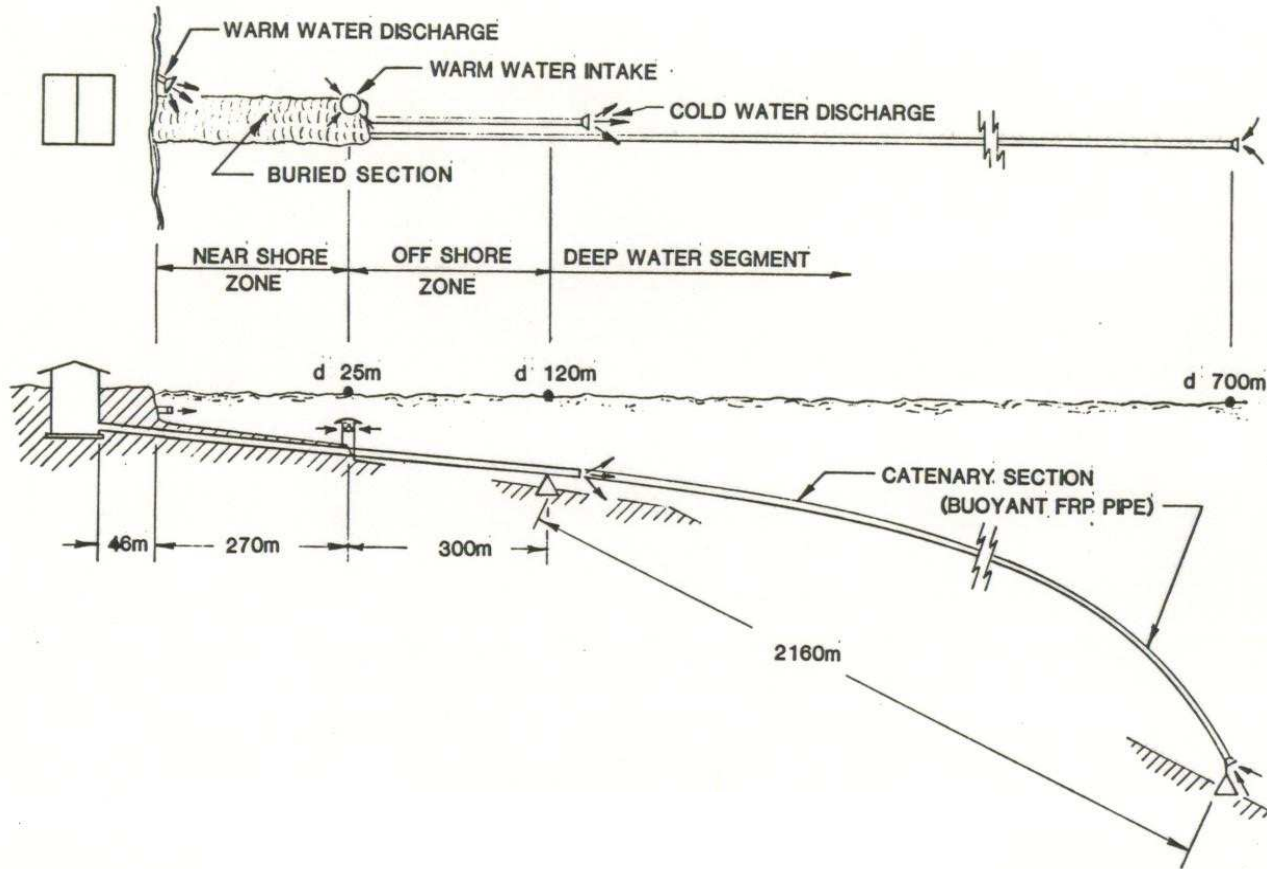 WARM WATER DISCHARGE
WARM WATER INTAKE
COLD WATER DISCHARGE
BURIED SECTION
NEAR SHORE
ZONE
OFF SHORE
ZONE
DEEP WATER SEGMENT
d 25m
d 120m
d 700m
CATENARY SECTION
(BUOYANT FRP PIPE)
46m
270m
300m
2160m